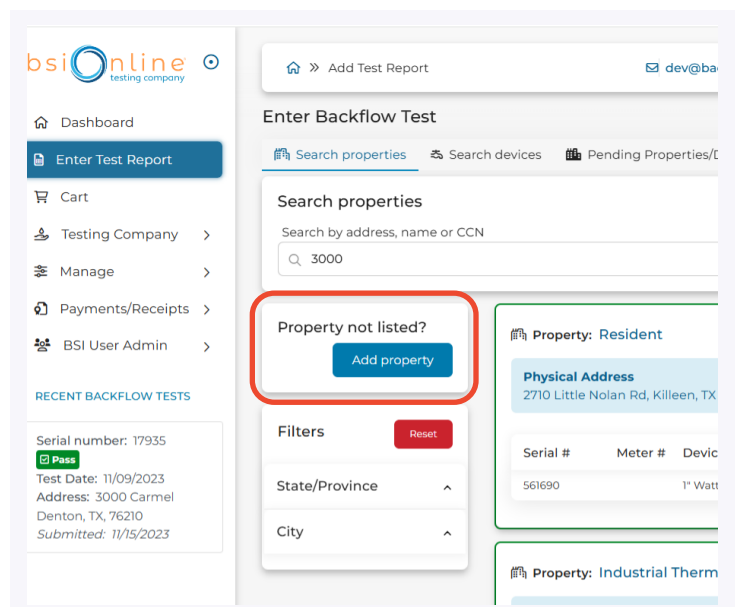 bsiOnline
testing company
Dashboard
Enter Test Report
Cart
Testing Company
Manage
Payments/Receipts
BSI User Admin
RECENT BACKFLOW TESTS
Serial number: 17935
Pass
Test Date: 11/09/2023
Address: 3000 Carmel
Denton, TX, 76210
Submitted: 11/15/2023
Add Test Report
dev@ba
Enter Backflow Test
Search properties
Search devices
Pending Properties/D
Search properties
Search by address, name or CCN
3000
Property not listed?
Add property
Filters
Reset
State/Province
City
Property: Resident
Physical Address
2710 Little Nolan Rd, Killeen, TX
Serial # Meter # Devic
561690 1" Watt
Property: Industrial Therm